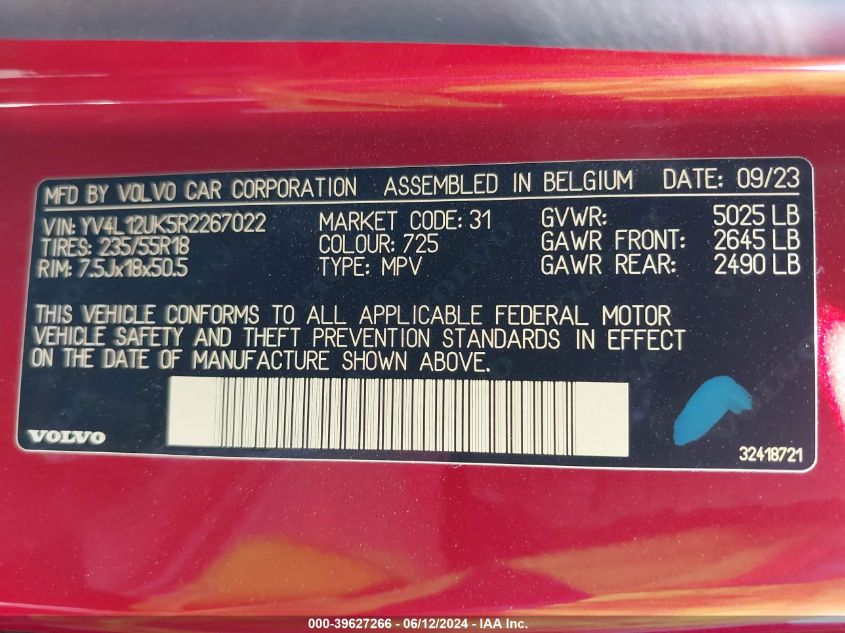 MFD BY VOLVO CAR CORPORATION ASSEMBLED IN BELGIUM DATE: 09/23
VIN: YV4L12UK5R2267022 MARKET CODE: 31 GVWR: 5025 LB
TIRES: 235/55R18 COLOUR: 725 GAWR FRONT: 2645 LB
RIM: 7.5Jx18x50.5 TYPE: MPV GAWR REAR: 2490 LB
THIS VEHICLE CONFORMS TO ALL APPLICABLE FEDERAL MOTOR
VEHICLE SAFETY AND THEFT PREVENTION STANDARDS IN EFFECT
ON THE DATE OF MANUFACTURE SHOWN ABOVE.
VOLVO
32418721
000-39627266 - 06/12/2024 - IAA Inc.